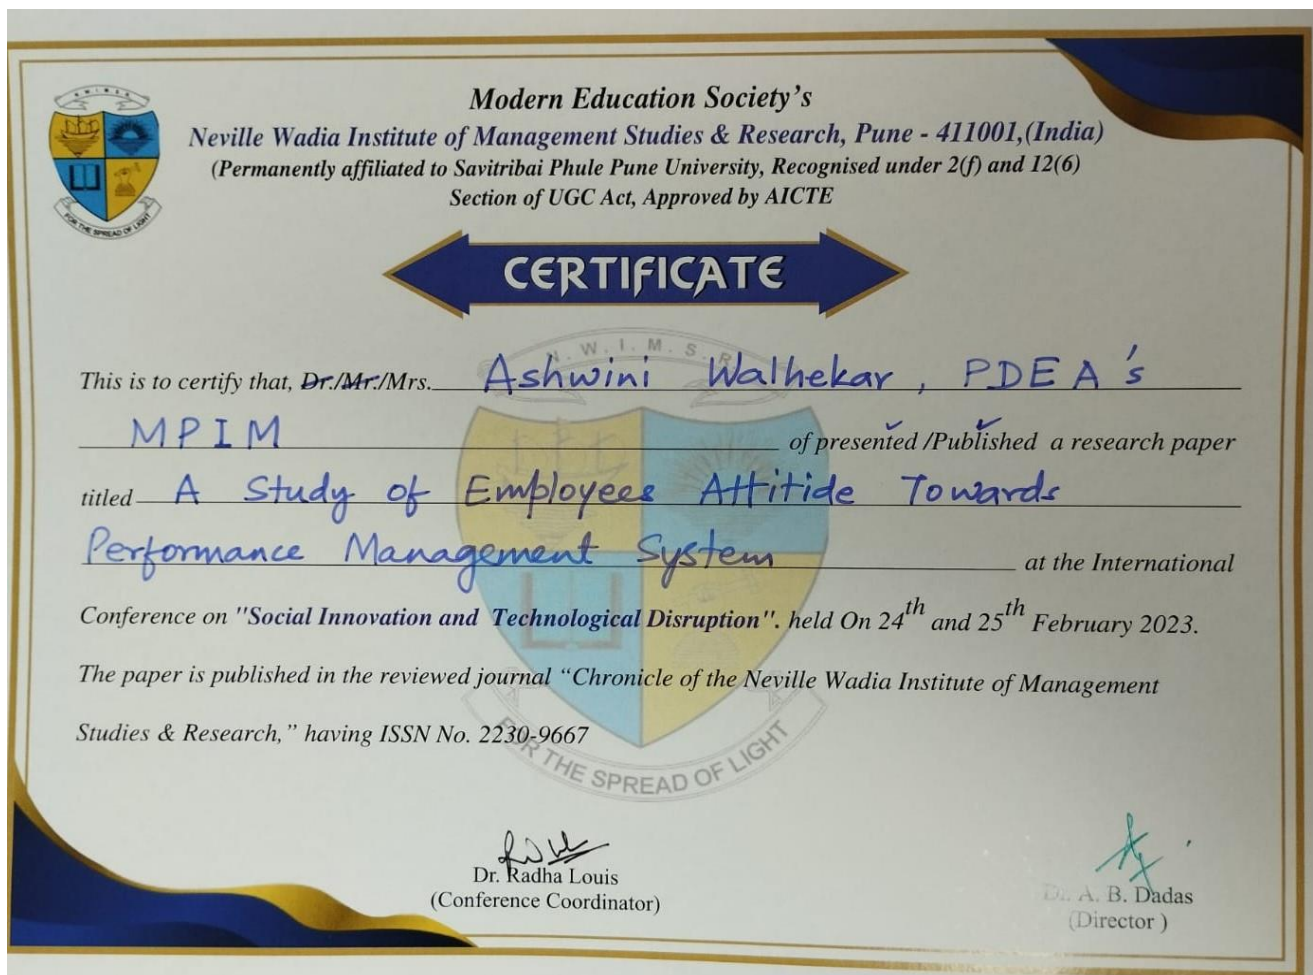 N.W.I.M.S.R
Modern Education Society's
Neville Wadia Institute of Management Studies & Research, Pune - 411001,(India)
(Permanently affiliated to Savitribai Phule Pune University, Recognised under 2(f) and 12(6)
Section of UGC Act, Approved by AICTE
FOR THE SPREAD OF LIGHT
CERTIFICATE
N.W.I.M.S.R
This is to certify that, Dr./Mr./Mrs. Ashwini Walhekar, PDEA's
MPIM of presented /Published a research paper
titled A Study of Employees Attitide Towards
Performance Management System at the International
Conference on "Social Innovation and Technological Disruption". held On 24th and 25th February 2023.
The paper is published in the reviewed journal “Chronicle of the Neville Wadia Institute of Management
Studies & Research,” having ISSN No. 2230-9667
FOR THE SPREAD OF LIGHT
Dr. Radha Louis
(Conference Coordinator)
Dr. A. B. Dadas
(Director )